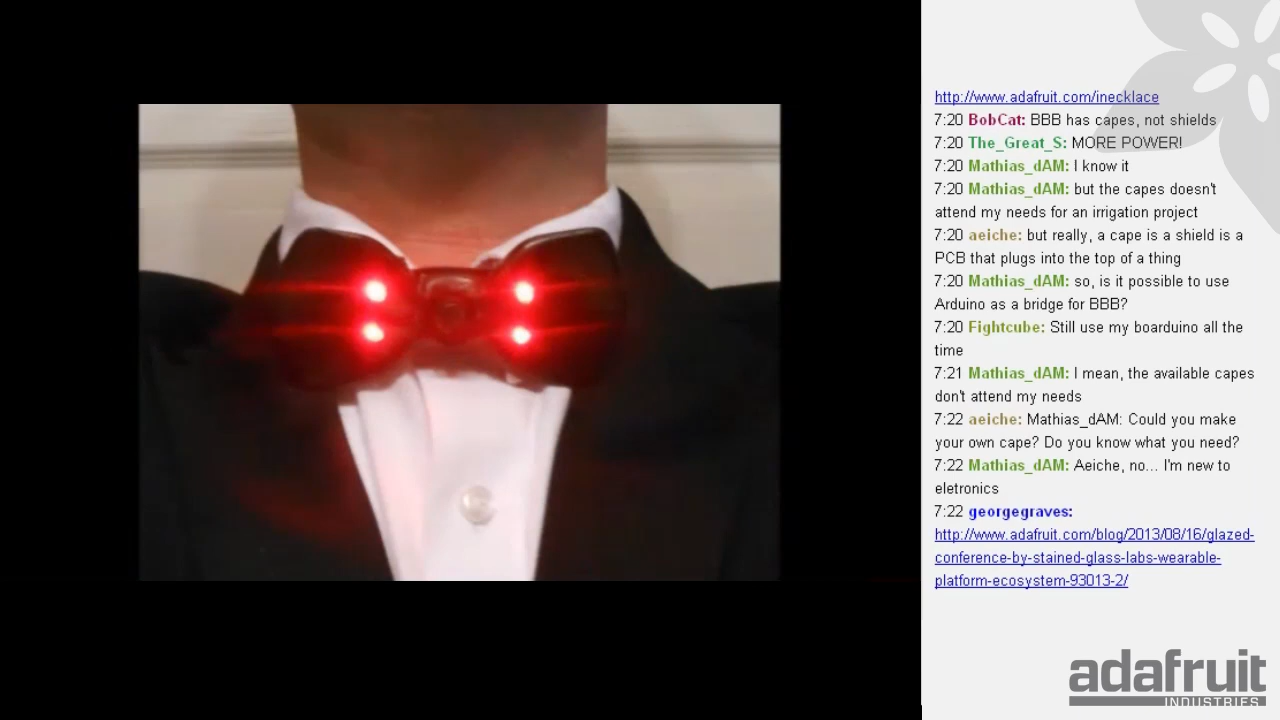 http://www.adafruit.com/inecklace
7:20 BobCat: BBB has capes, not shields
7:20 The_Great_S: MORE POWER!
7:20 Mathias_dAM: I know it
7:20 Mathias_dAM: but the capes doesn't
attend my needs for an irrigation project
7:20 aeiche: but really, a cape is a shield is a
PCB that plugs into the top of a thing
7:20 Mathias_dAM: so, is it possible to use
Arduino as a bridge for BBB?
7:20 Fightcube: Still use my boarduino all the
time
7:21 Mathias_dAM: I mean, the available capes
don't attend my needs
7:22 aeiche: Mathias_dAM: Could you make
your own cape? Do you know what you need?
7:22 Mathias_dAM: Aeiche, no... I'm new to
eletronics
7:22 georgegraves:
http://www.adafruit.com/blog/2013/08/16/glazed-
conference-by-stained-glass-labs-wearable-
platform-ecosystem-93013-2/
adafruit
INDUSTRIES